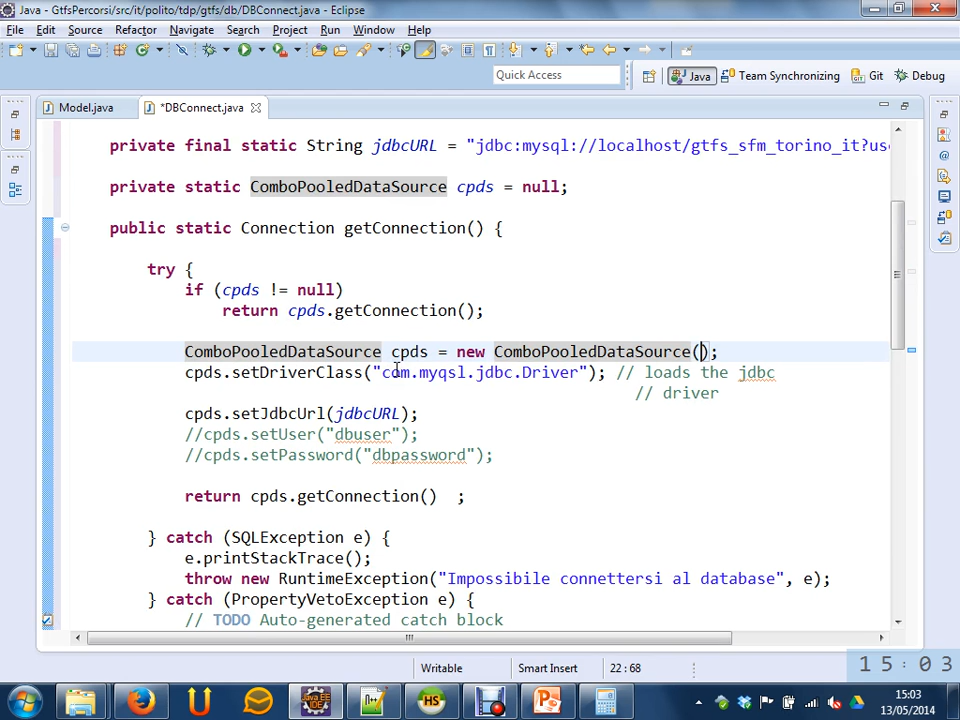 Java - GtfsPercorsi/src/it/polito/tdp/gtfs/db/DBConnect.java - Eclipse
File Edit Source Refactor Navigate Search Project Run Window Help
Quick Access
Java
Team Synchronizing
Git
Debug
Model.java
*DBConnect.java
private final static String jdbcURL = "jdbc:mysql://localhost/gtfs_sfm_torino_it?use
private static ComboPooledDataSource cpds = null;
public static Connection getConnection() {
try {
if (cpds != null)
return cpds.getConnection();
ComboPooledDataSource cpds = new ComboPooledDataSource();
cpds.setDriverClass("com.myqsl.jdbc.Driver"); // loads the jdbc
// driver
cpds.setJdbcUrl(jdbcURL);
//cpds.setUser("dbuser");
//cpds.setPassword("dbpassword");
return cpds.getConnection()  ;
} catch (SQLException e) {
e.printStackTrace();
throw new RuntimeException("Impossibile connettersi al database", e);
} catch (PropertyVetoException e) {
// TODO Auto-generated catch block
Writable
Smart Insert
22 : 68
15:03
HS
15:03
13/05/2014